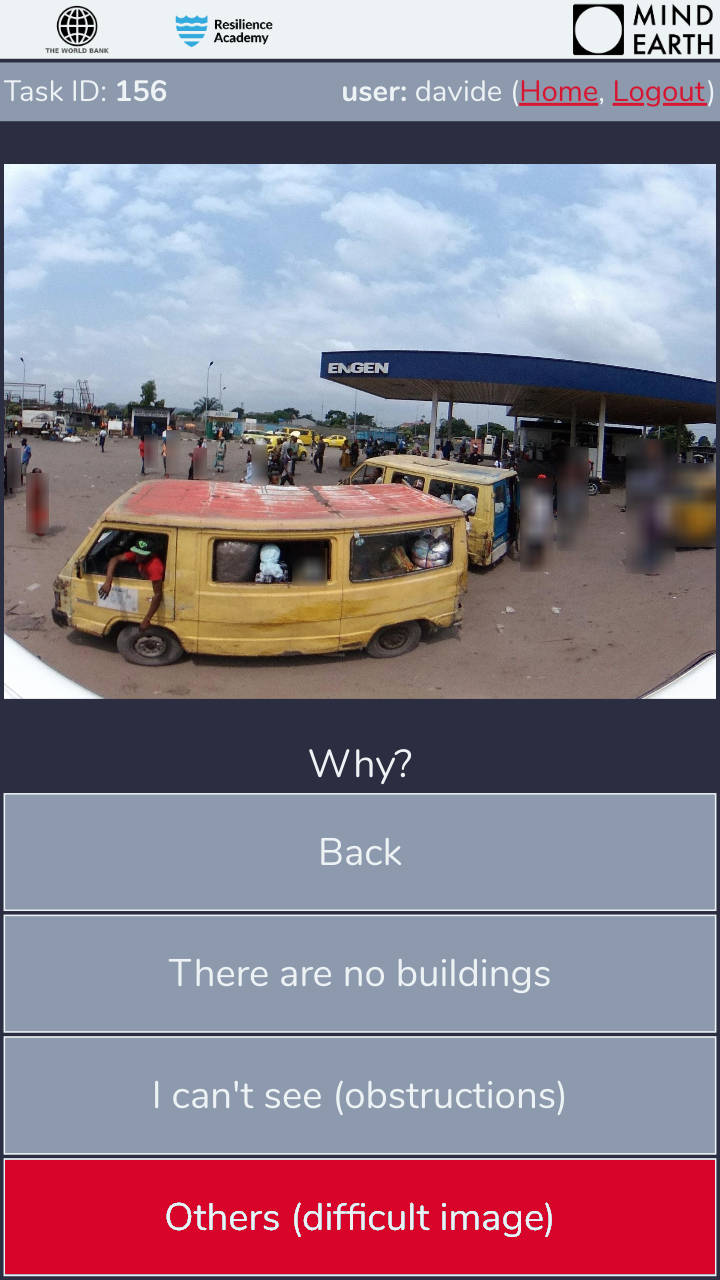 THE WORLD BANK
Resilience
Academy
MIND
EARTH
Task ID: 156
user: davide (Home, Logout)
ENGEN
Why?
Back
There are no buildings
I can't see (obstructions)
Others (difficult image)